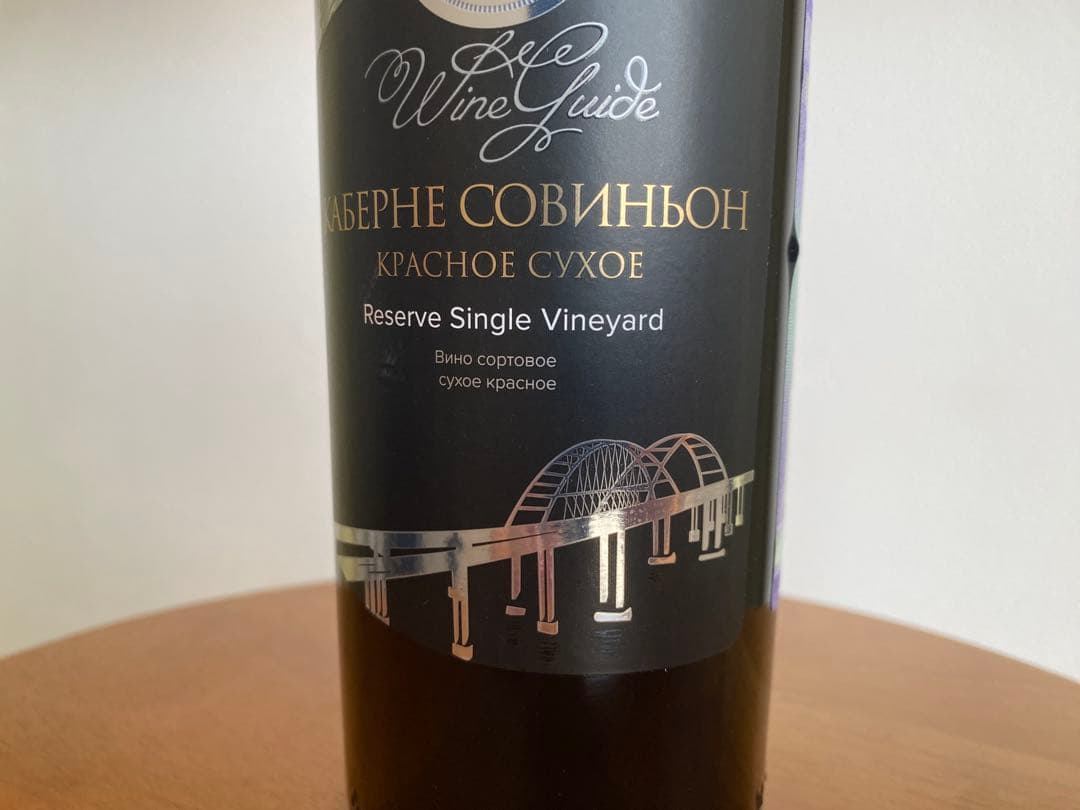 Wine Guide
КАБЕРНЕ СОВИНЬОН
КРАСНОЕ СУХОЕ
Reserve Single Vineyard
Вино сортовое
сухое красное